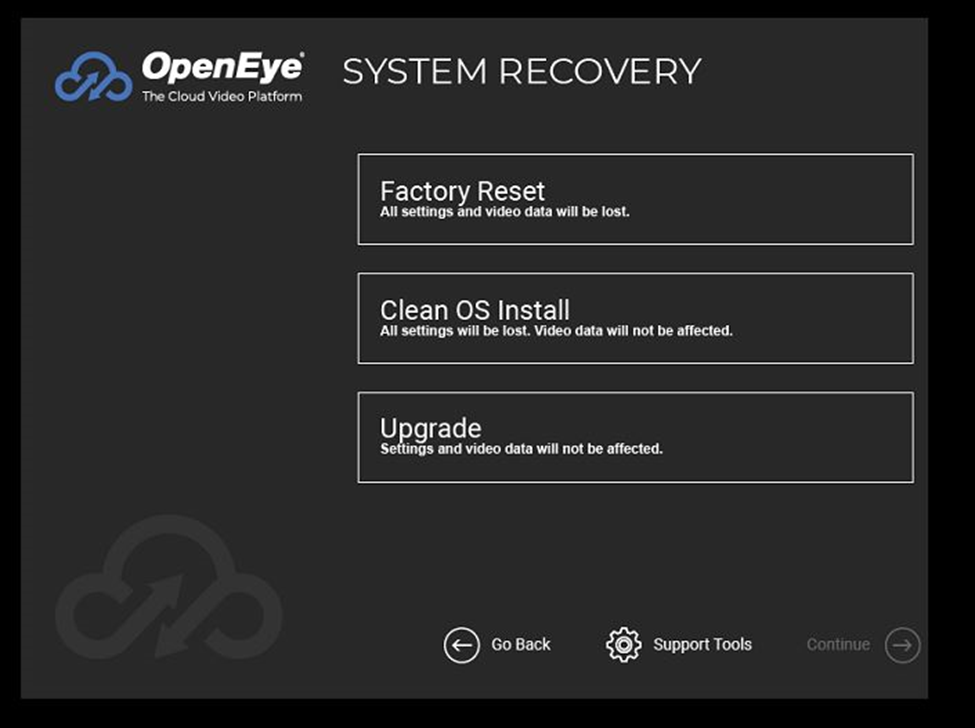 OpenEye®
The Cloud Video Platform
SYSTEM RECOVERY
Factory Reset
All settings and video data will be lost.
Clean OS Install
All settings will be lost. Video data will not be affected.
Upgrade
Settings and video data will not be affected.
Go Back
Support Tools
Continue